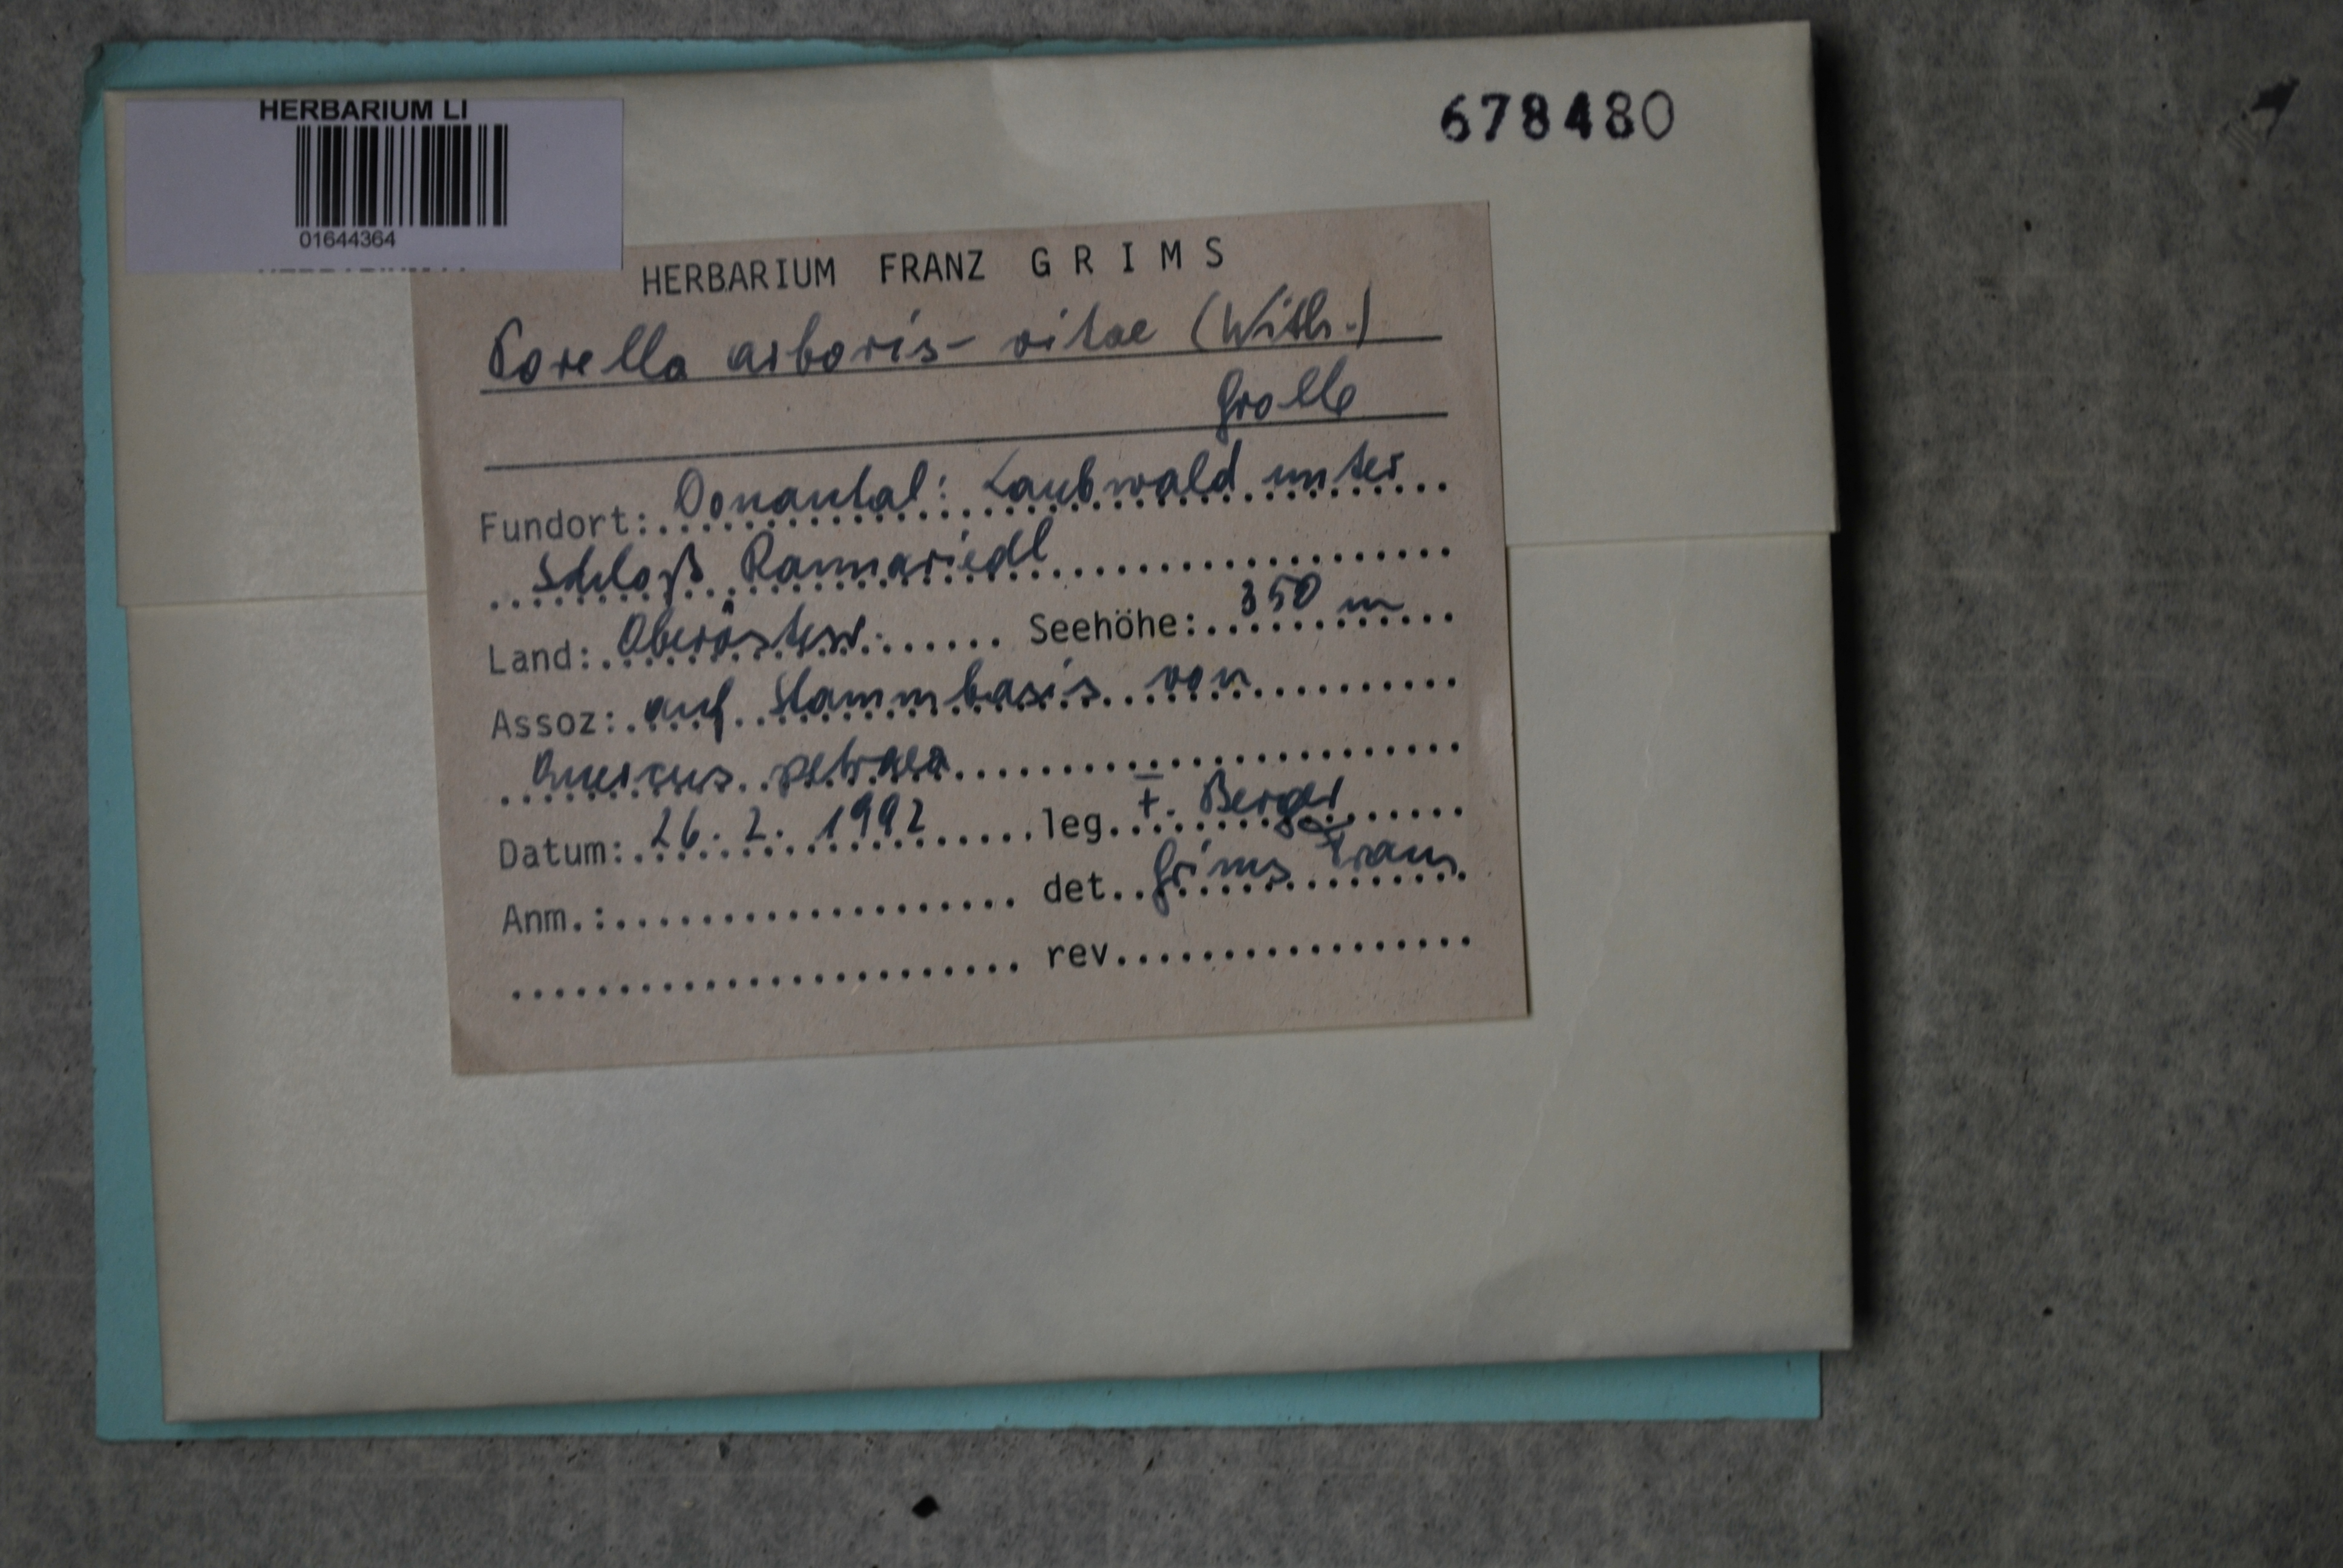 HERBARIUM LI
01644364
678480
HERBARIUM FRANZ GRIMS
Porella arboris-vitae (With.)
Grolle
Fundort: Donautal: Laubwald unter
Schloß Rannariedl
Land: Oberösterr. Seehöhe: 350 m
Assoz: auf Stammbasis von
Quercus petraea
Datum: 26. 2. 1992 leg. F. Berger
Anm.: det. Grims Franz
rev.